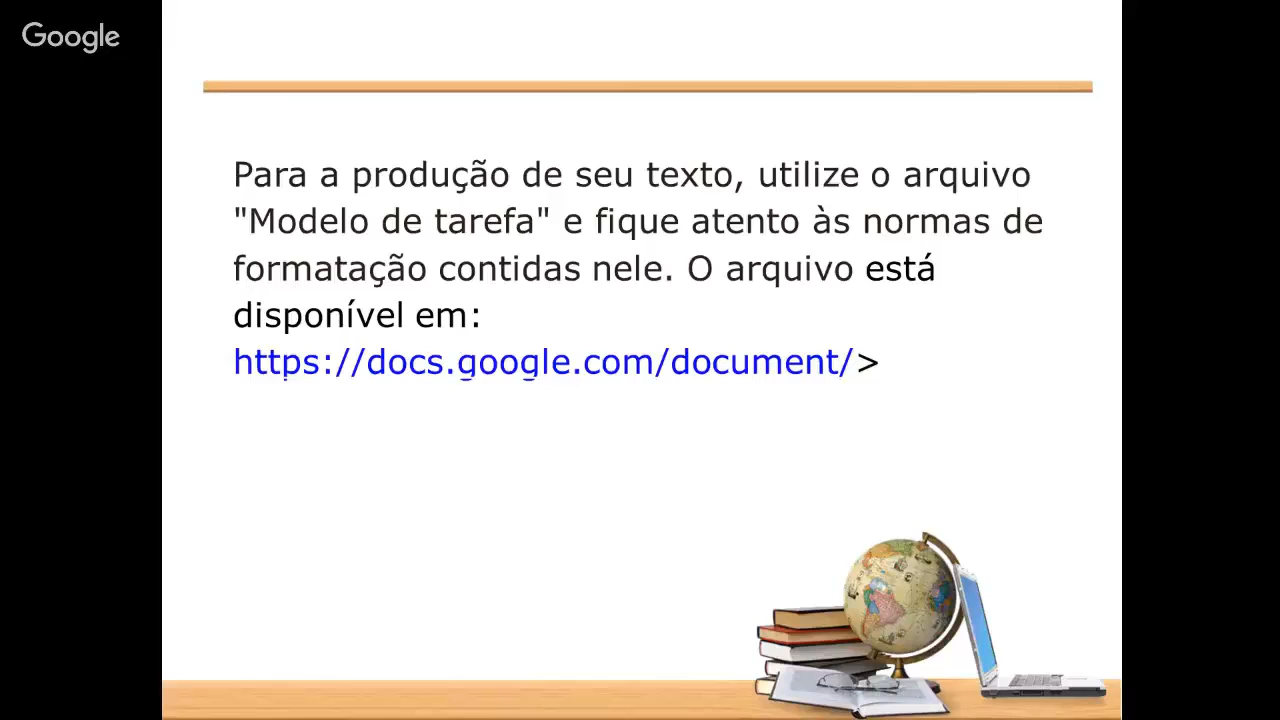 Google
Para a produção de seu texto, utilize o arquivo
"Modelo de tarefa" e fique atento às normas de
formatação contidas nele. O arquivo está
disponível em:
https://docs.google.com/document/>